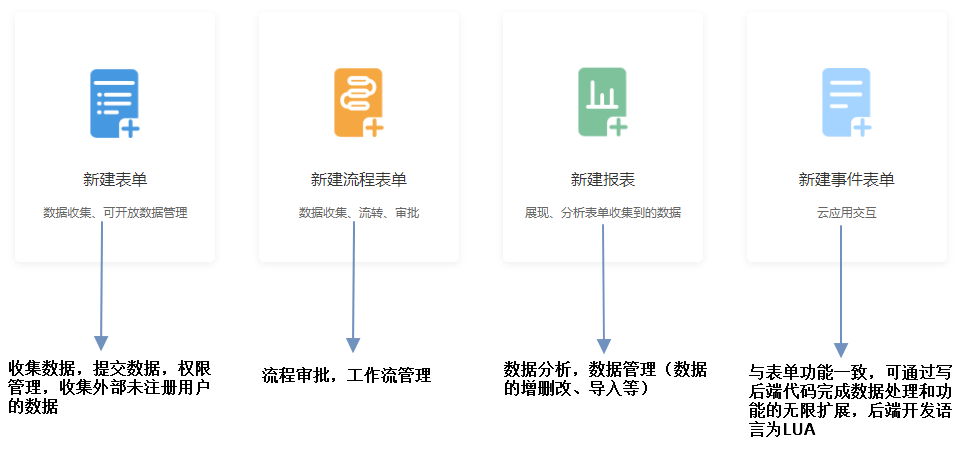 新建表单
数据收集、可开放数据管理
新建流程表单
数据收集、流转、审批
新建报表
展现、分析表单收集到的数据
新建事件表单
云应用交互
收集数据，提交数据，权限
管理，收集外部未注册用户
的数据
流程审批，工作流管理
数据分析，数据管理（数据
的增删改、导入等）
与表单功能一致，可通过写
后端代码完成数据处理和功
能的无限扩展，后端开发语
言为LUA